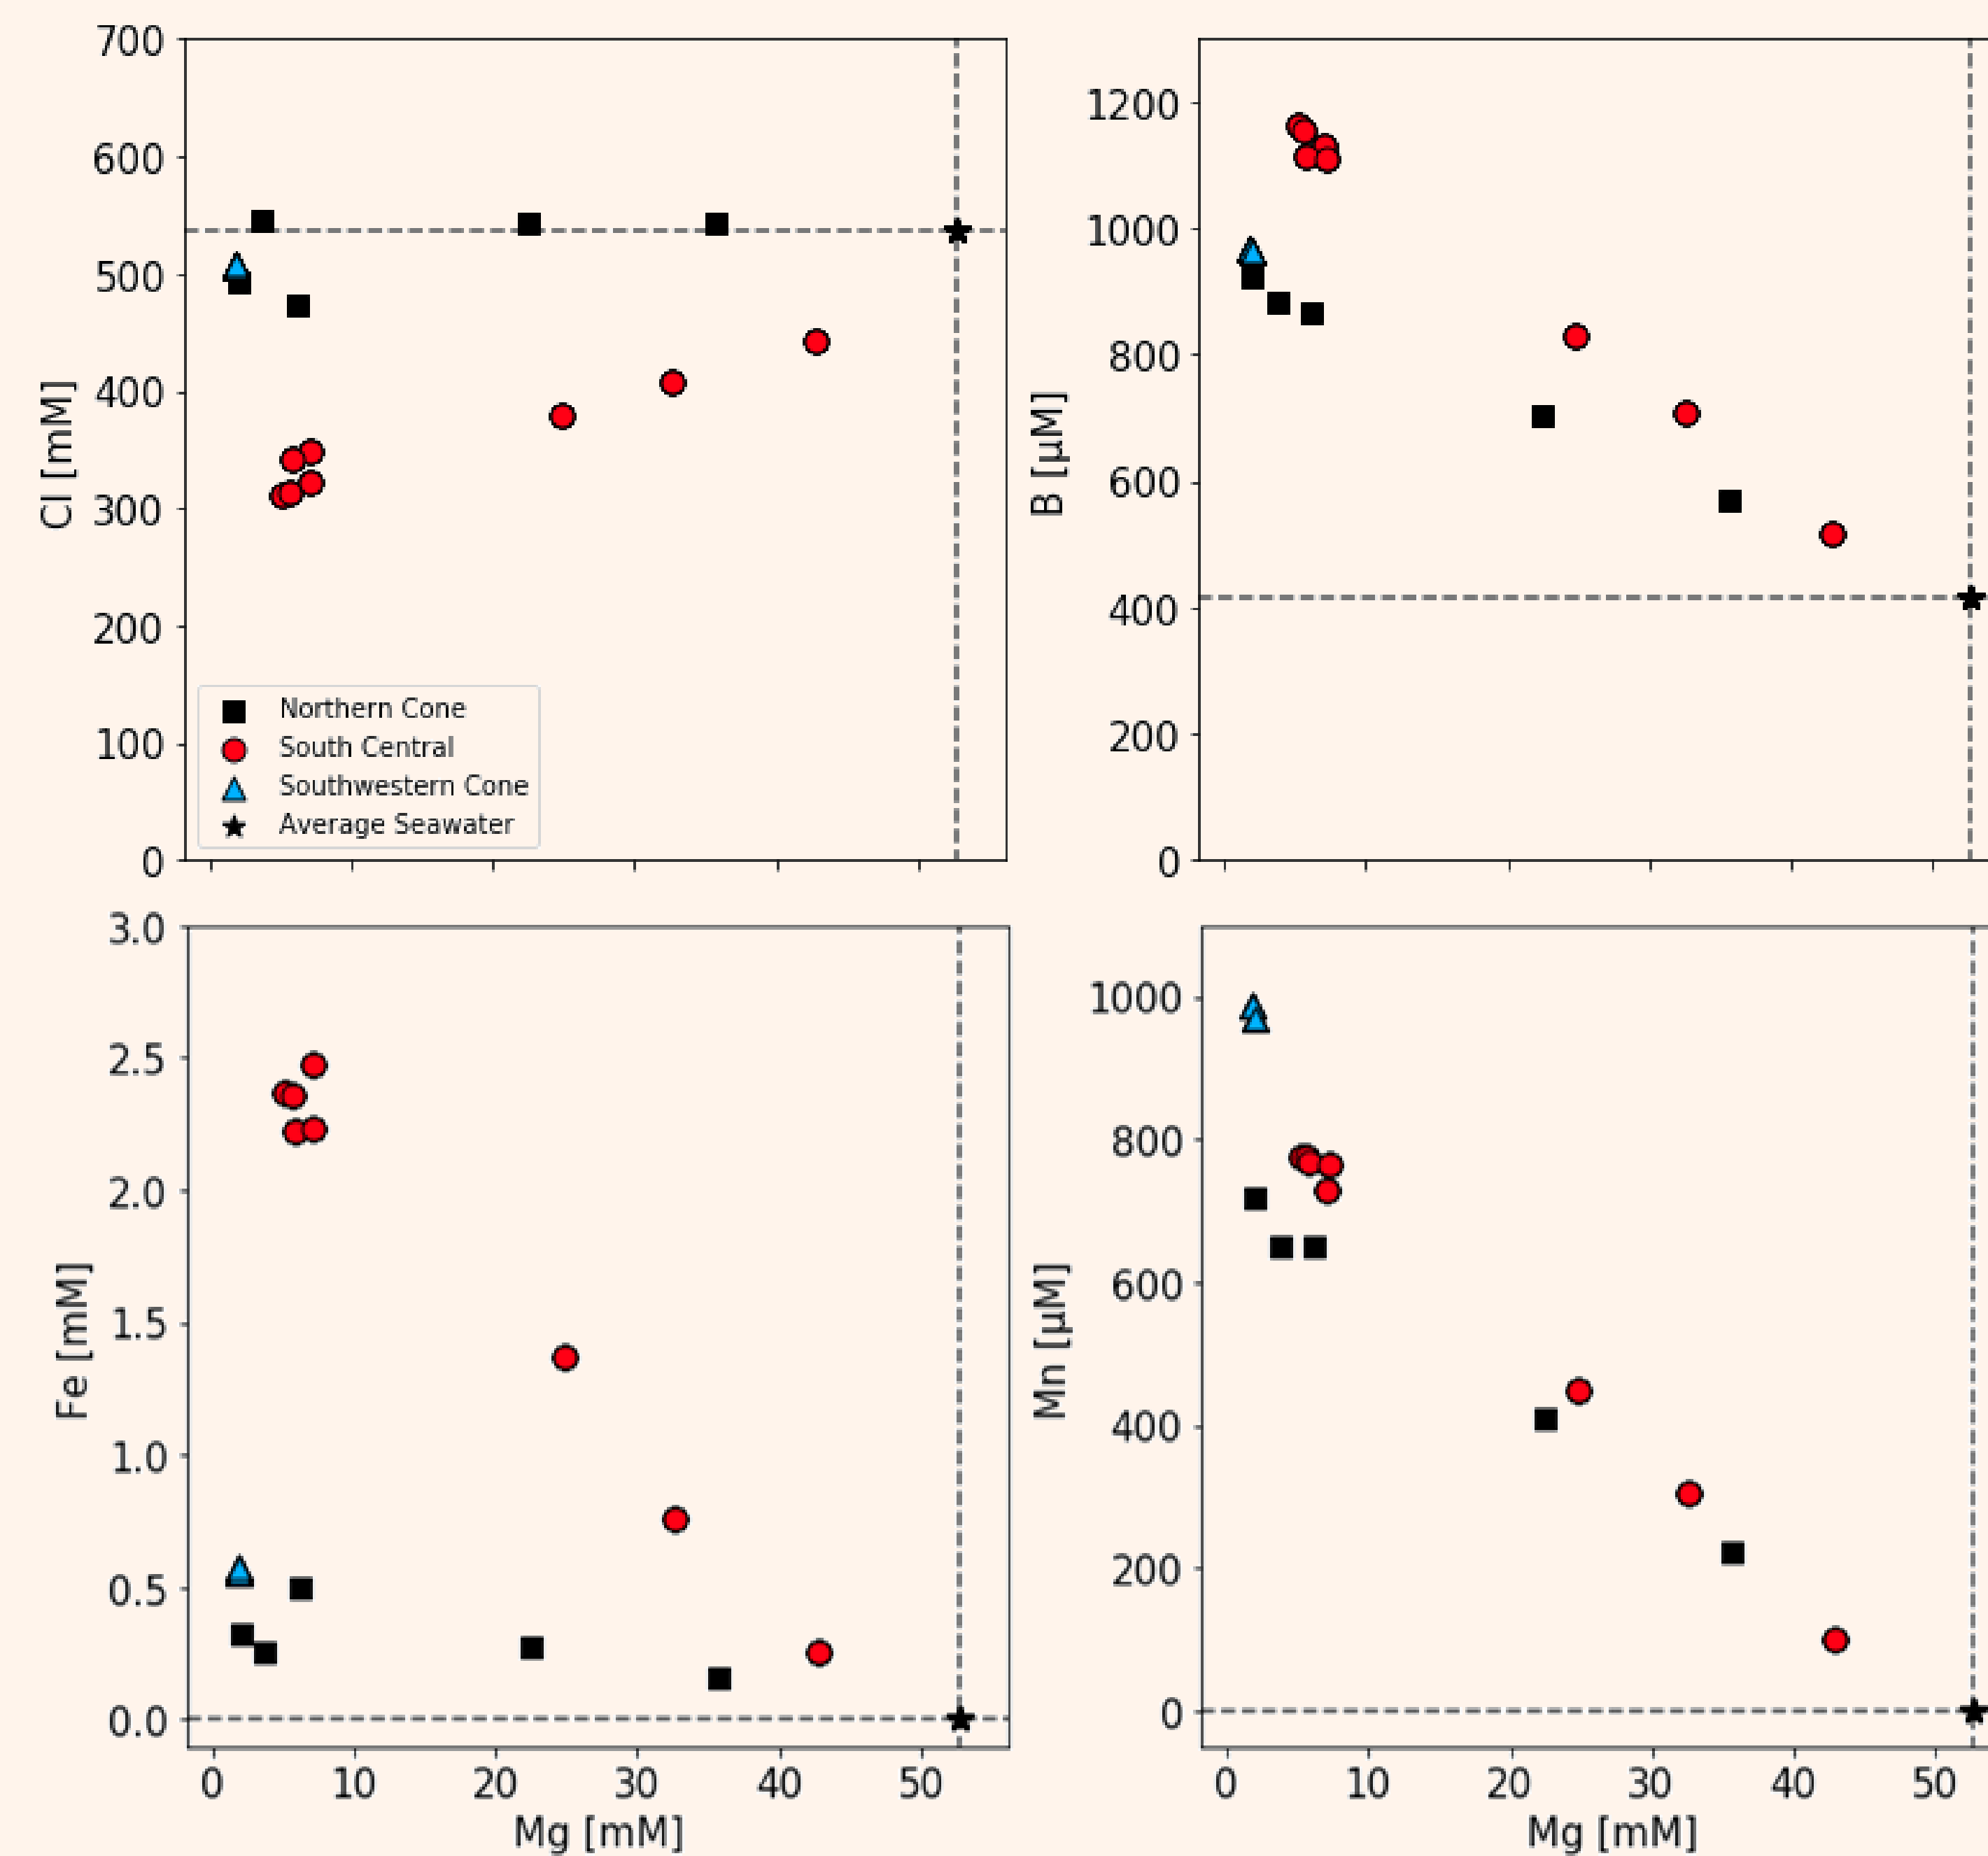 700
600
500
400
300
200
100
0
Cl [mM]
Northern Cone
South Central
Southwestern Cone
Average Seawater
1200
1000
800
600
400
200
0
B [μM]
3.0
2.5
2.0
1.5
1.0
0.5
0.0
Fe [mM]
0 10 20 30 40 50
Mg [mM]
1000
800
600
400
200
0
Mn [μM]
0 10 20 30 40 50
Mg [mM]